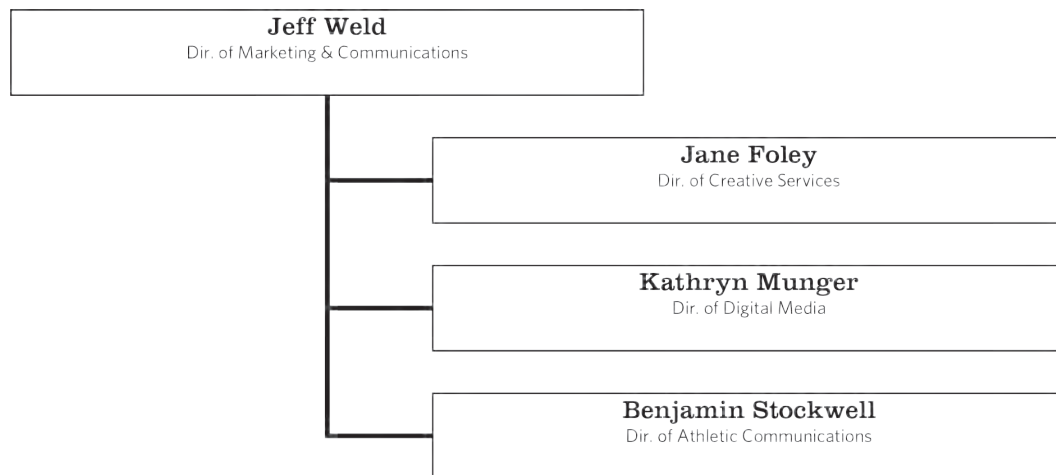 Jeff Weld
Dir. of Marketing & Communications
Jane Foley
Dir. of Creative Services
Kathryn Munger
Dir. of Digital Media
Benjamin Stockwell
Dir. of Athletic Communications